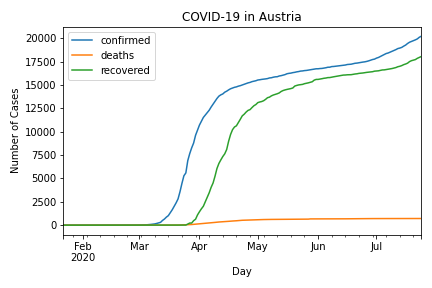 COVID-19 in Austria
confirmed
deaths
recovered
Number of Cases
20000
17500
15000
12500
10000
7500
5000
2500
0
Feb Mar Apr May Jun Jul
2020
Day